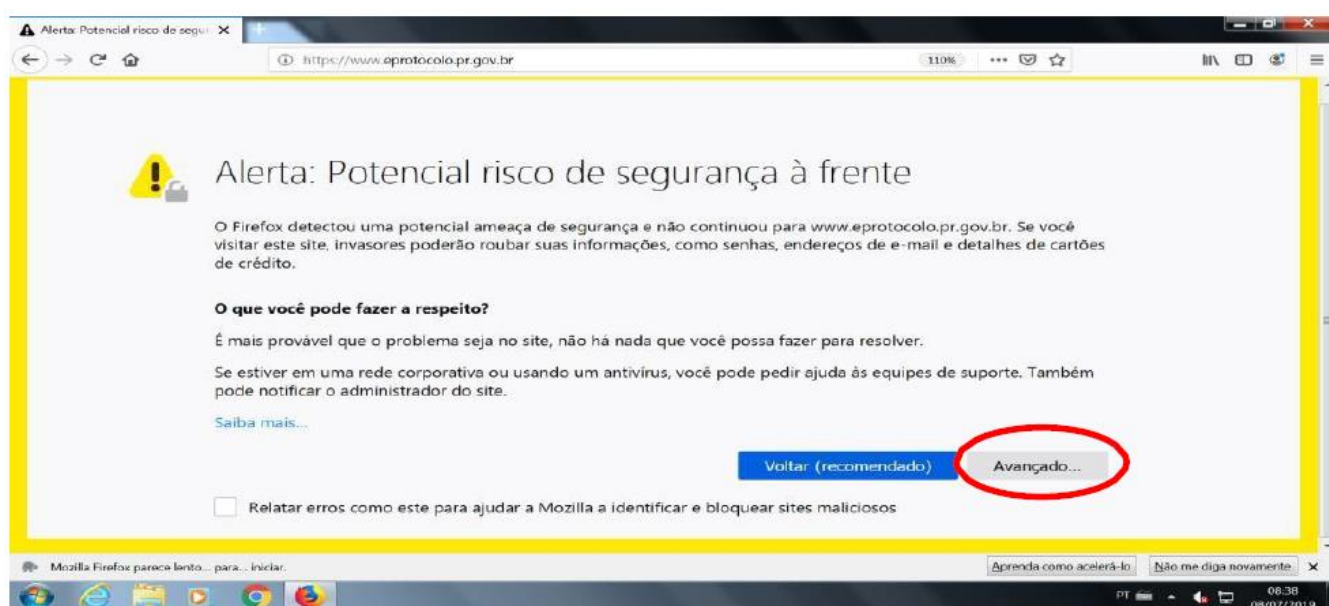 Alerta: Potencial risco de segu
https://www.eprotocolo.pr.gov.br
110%
Alerta: Potencial risco de segurança à frente
O Firefox detectou uma potencial ameaça de segurança e não continuou para www.eprotocolo.pr.gov.br. Se você
visitar este site, invasores poderão roubar suas informações, como senhas, endereços de e-mail e detalhes de cartões
de crédito.
O que você pode fazer a respeito?
É mais provável que o problema seja no site, não há nada que você possa fazer para resolver.
Se estiver em uma rede corporativa ou usando um antivírus, você pode pedir ajuda às equipes de suporte. Também
pode notificar o administrador do site.
Saiba mais...
Voltar (recomendado) Avançado...
Relatar erros como este para ajudar a Mozilla a identificar e bloquear sites maliciosos
Mozilla Firefox parece lento... para... iniciar. Aprenda como acelerá-lo Não me diga novamente
PT 08:38
08/07/2019